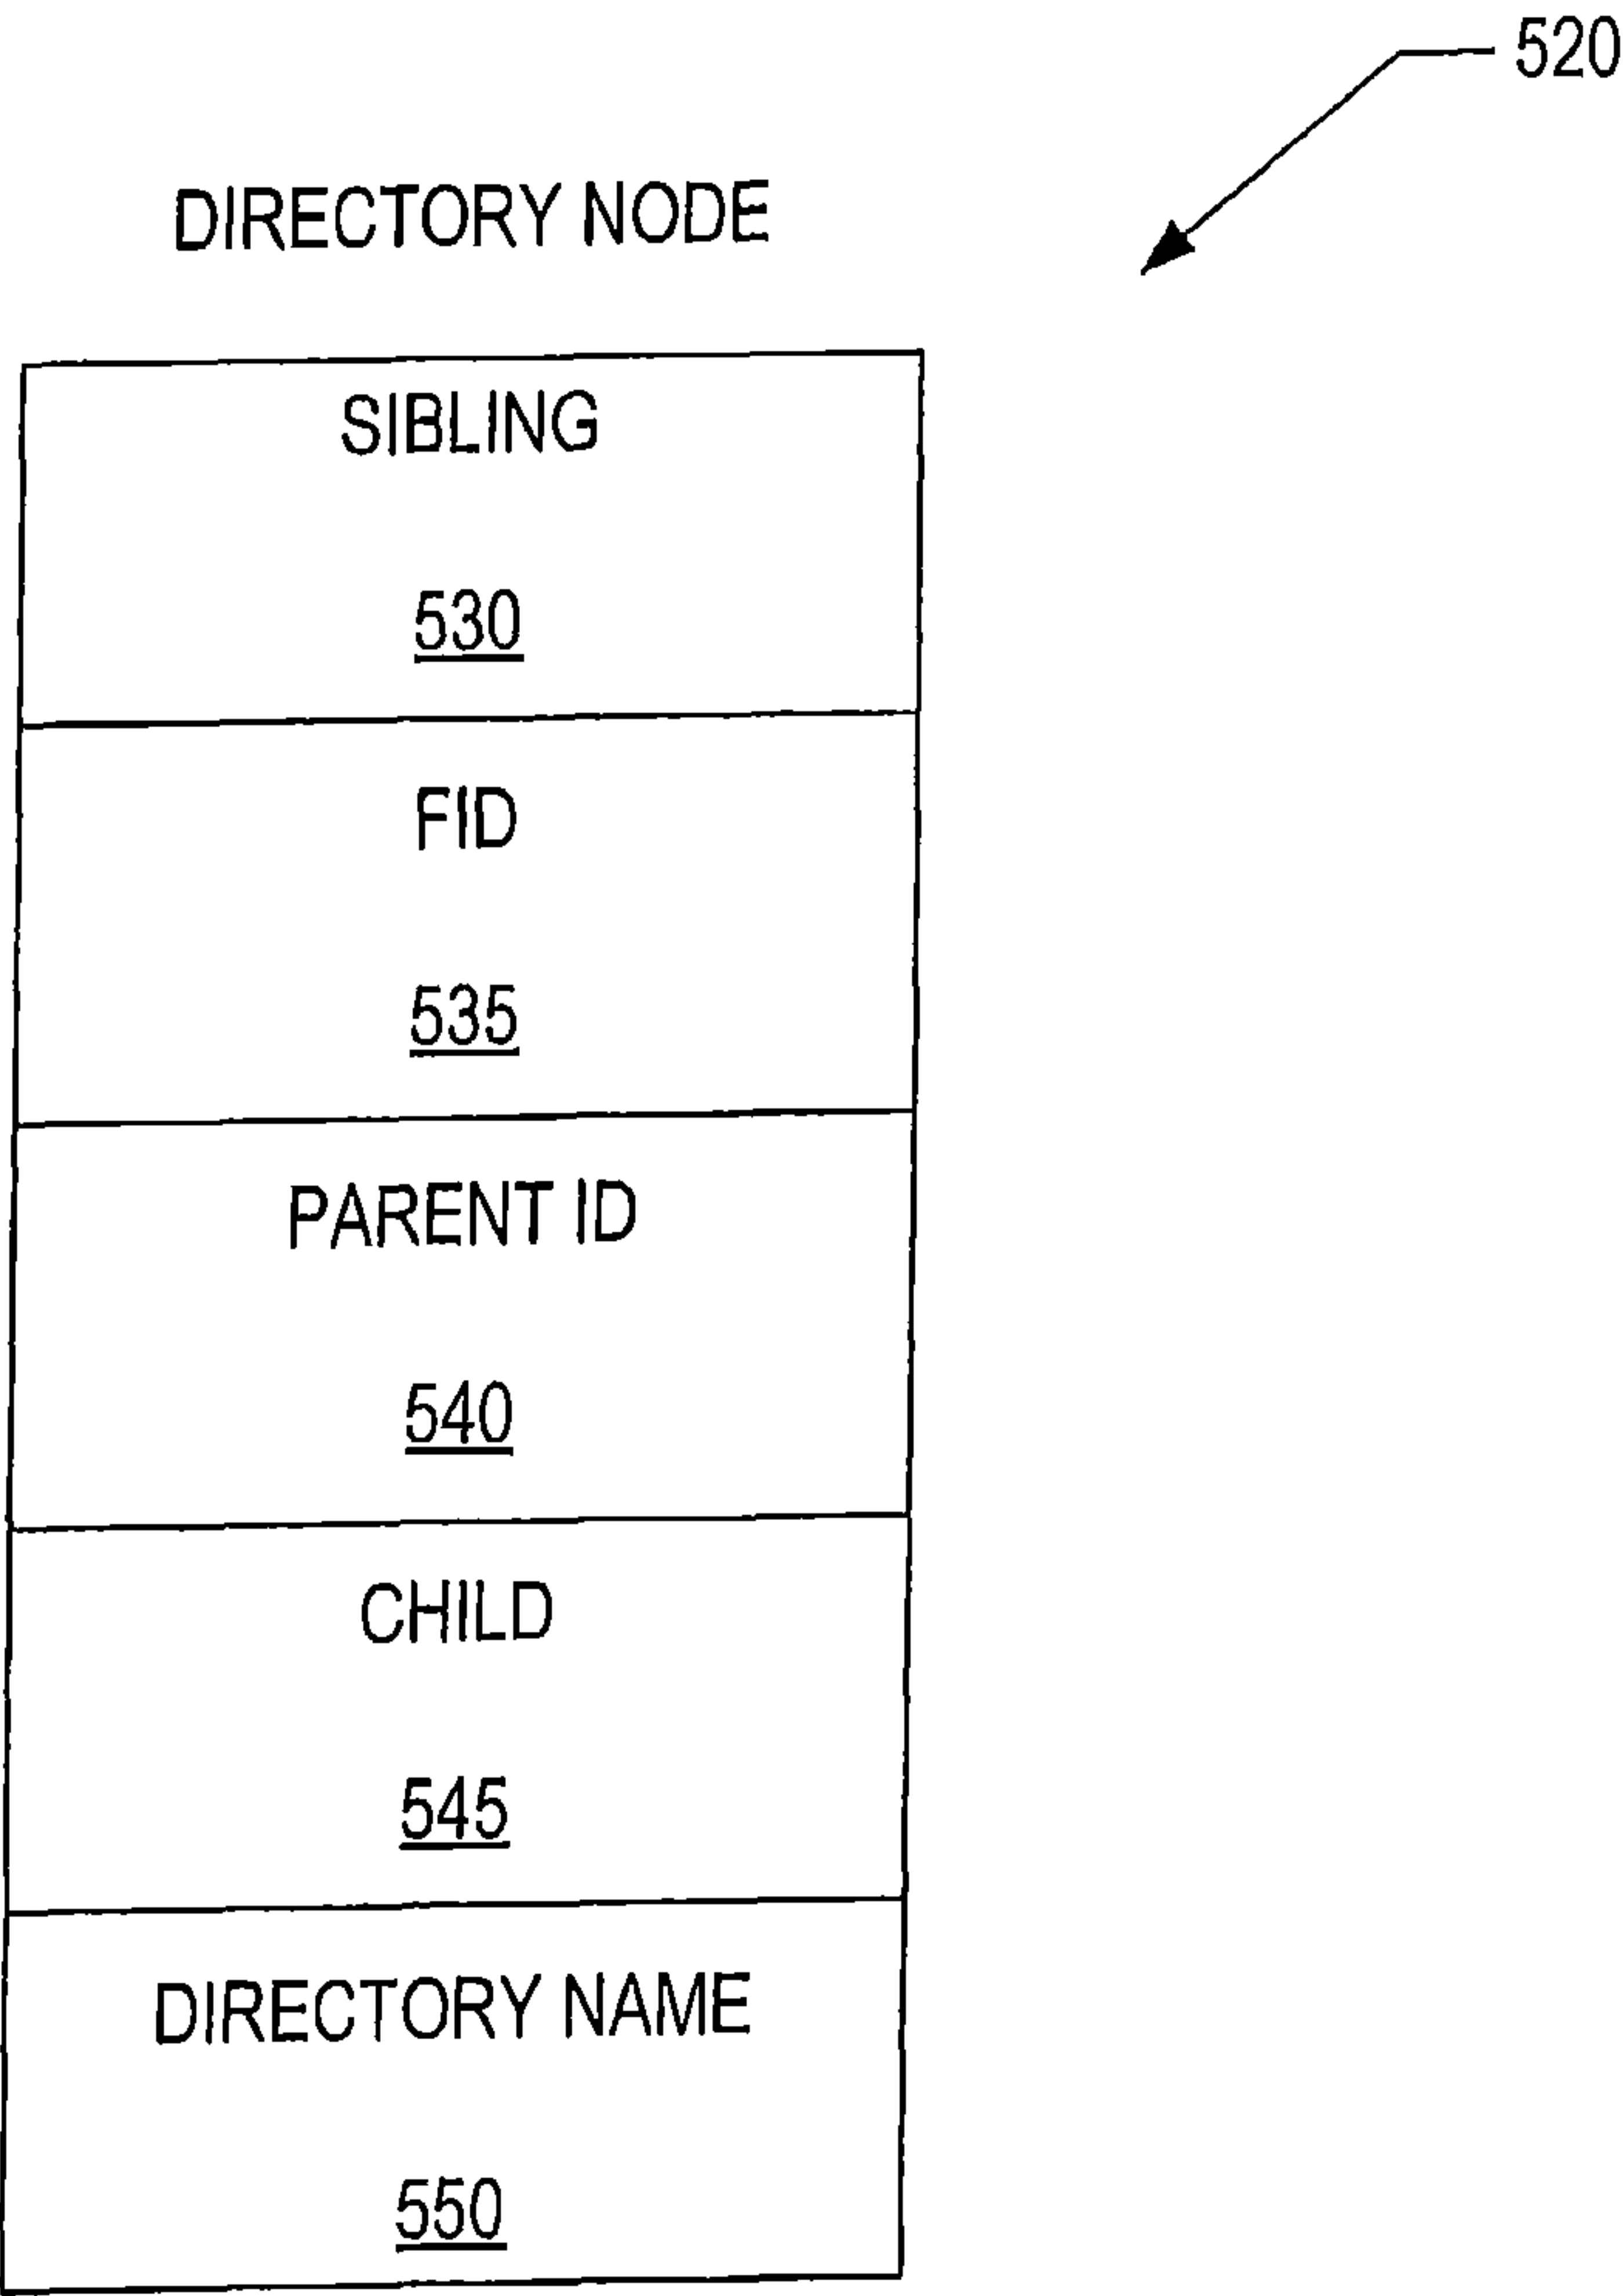 520
DIRECTORY NODE
SIBLING
530
FID
535
PARENT ID
540
CHILD
545
DIRECTORY NAME
550